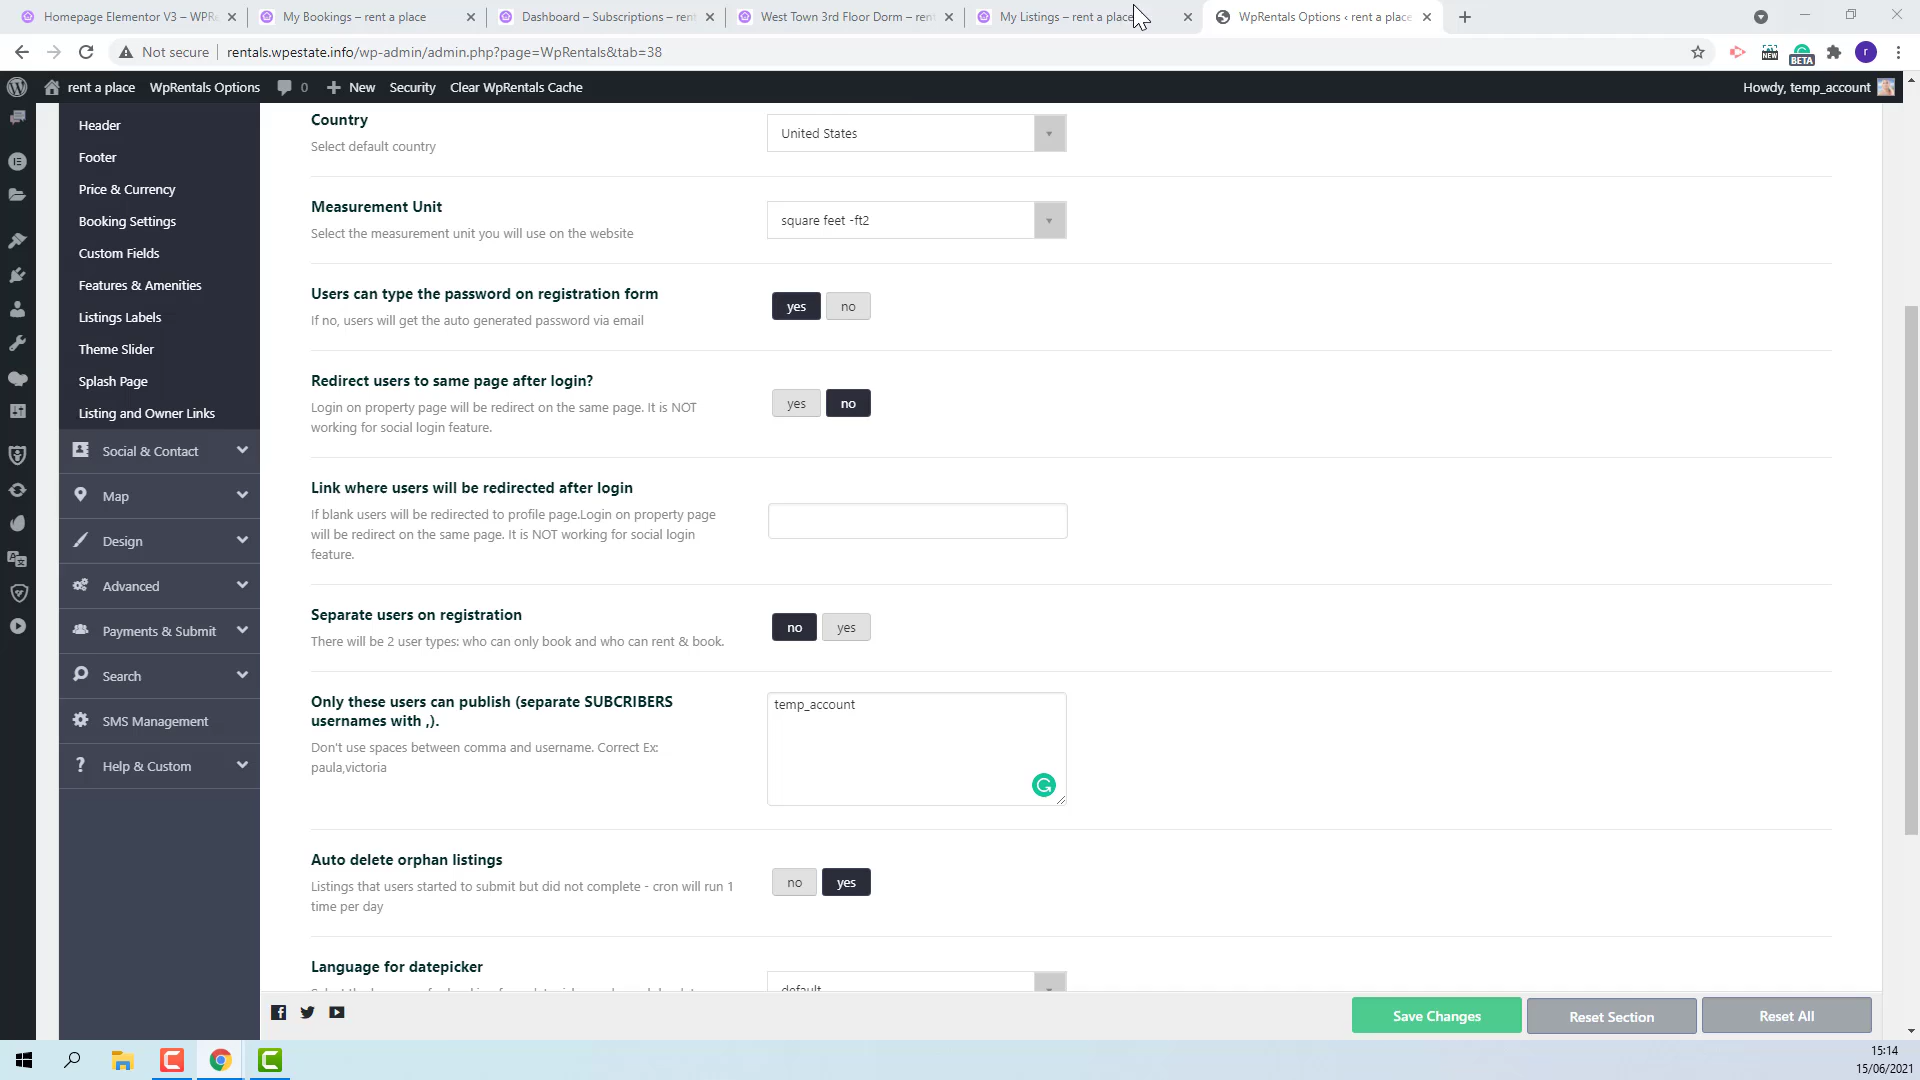 Homepage Elementor V3 – WPRe
My Bookings – rent a place
Dashboard – Subscriptions – rent
West Town 3rd Floor Dorm – rent
My Listings – rent a place
WpRentals Options ‹ rent a place
Not secure
rentals.wpestate.info/wp-admin/admin.php?page=WpRentals&tab=38
NEW
BETA
r
rent a place
WpRentals Options
0
New
Security
Clear WpRentals Cache
Howdy, temp_account
Header
Footer
Price & Currency
Booking Settings
Custom Fields
Features & Amenities
Listings Labels
Theme Slider
Splash Page
Listing and Owner Links
Social & Contact
Map
Design
Advanced
Payments & Submit
Search
SMS Management
Help & Custom
Country
Select default country
United States
Measurement Unit
Select the measurement unit you will use on the website
square feet -ft2
Users can type the password on registration form
If no, users will get the auto generated password via email
yes
no
Redirect users to same page after login?
Login on property page will be redirect on the same page. It is NOT
working for social login feature.
yes
no
Link where users will be redirected after login
If blank users will be redirected to profile page.Login on property page
will be redirect on the same page. It is NOT working for social login
feature.
Separate users on registration
There will be 2 user types: who can only book and who can rent & book.
no
yes
Only these users can publish (separate SUBCRIBERS
usernames with ,).
Don't use spaces between comma and username. Correct Ex:
paula,victoria
temp_account
Auto delete orphan listings
Listings that users started to submit but did not complete - cron will run 1
time per day
no
yes
Language for datepicker
default
Save Changes
Reset Section
Reset All
15:14
15/06/2021